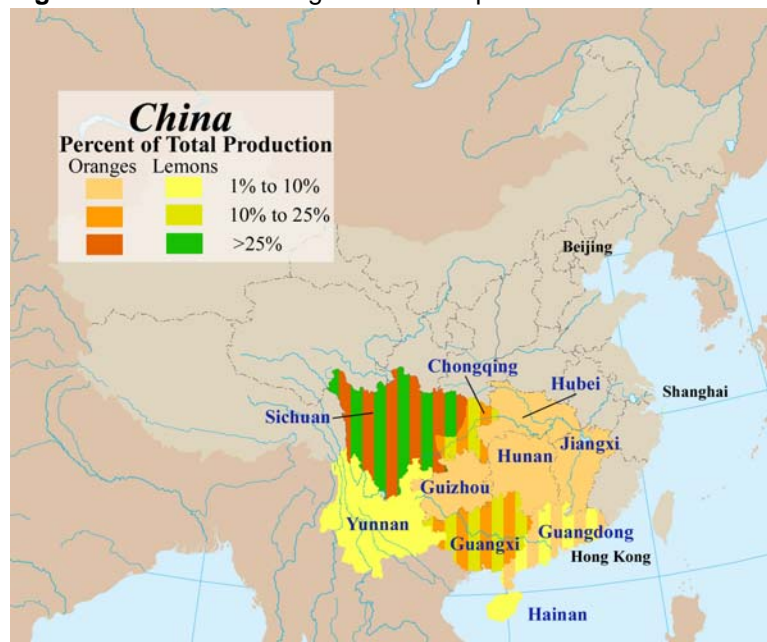 China
Percent of Total Production
Oranges Lemons
1% to 10%
10% to 25%
>25%
Beijing
Chongqing
Hubei
Shanghai
Sichuan
Jiangxi
Hunan
Guizhou
Yunnan
Guangdong
Guangxi
Hong Kong
Hainan